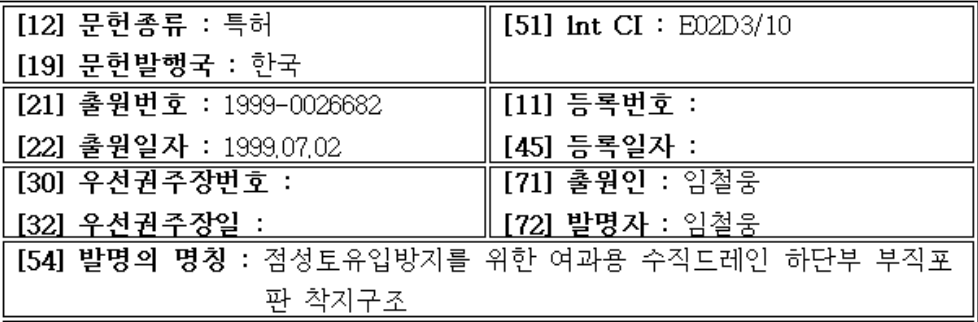 [12] 문헌종류 : 특허
[19] 문헌발행국 : 한국
[51] Int CI : E02D3/10
[21] 출원번호 : 1999-0026682
[22] 출원일자 : 1999,07,02
[11] 등록번호 :
[45] 등록일자 :
[30] 우선권주장번호 :
[32] 우선권주장일 :
[71] 출원인 : 임철웅
[72] 발명자 : 임철웅
[54] 발명의 명칭 : 점성토유입방지를 위한 여과용 수직드레인 하단부 부직포
판 착지구조